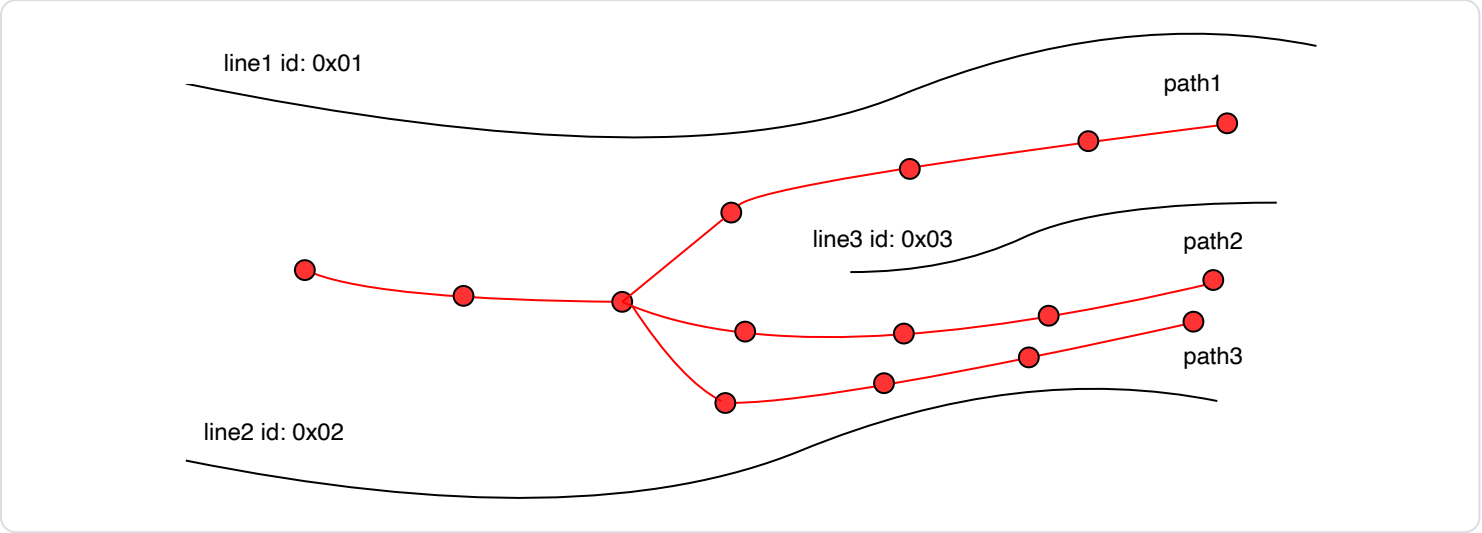 line1 id: 0x01
path1
line3 id: 0x03
path2
path3
line2 id: 0x02